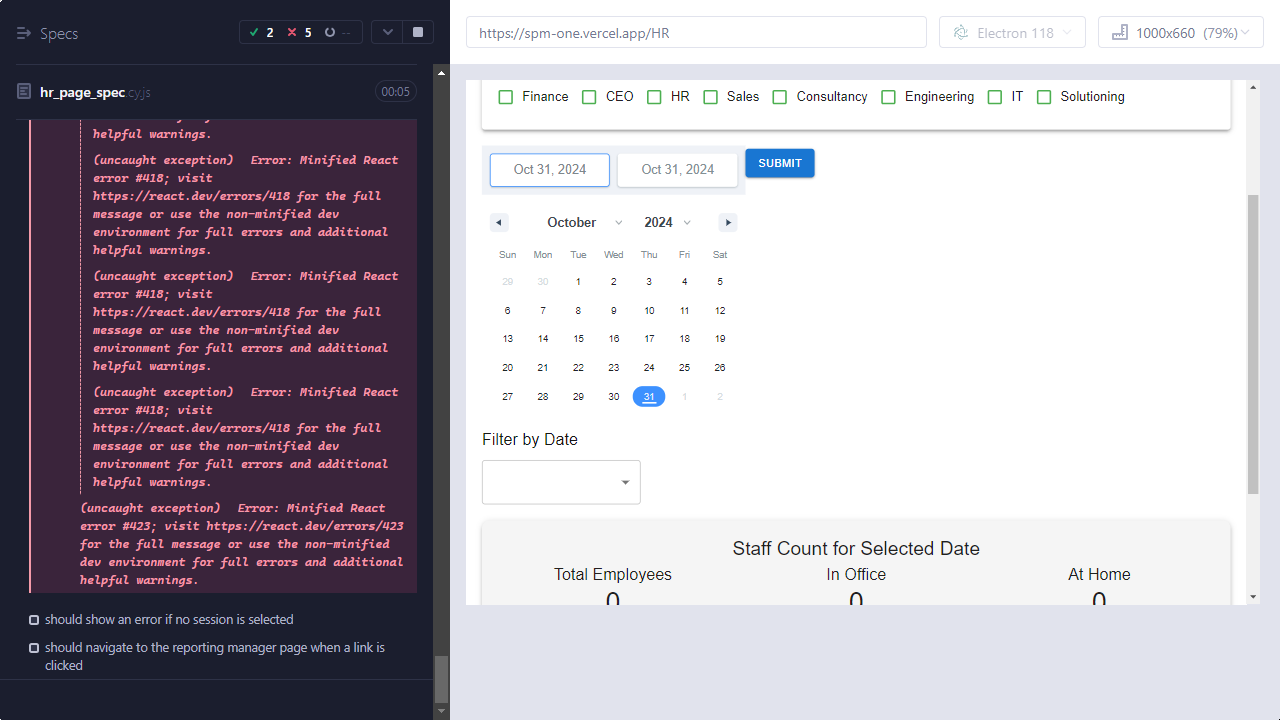 Specs
2
5
--
hr_page_spec.cy.js
00:05
helpful warnings.
(uncaught exception) Error: Minified React
error #418; visit
https://react.dev/errors/418 for the full
message or use the non-minified dev
environment for full errors and additional
helpful warnings.
(uncaught exception) Error: Minified React
error #418; visit
https://react.dev/errors/418 for the full
message or use the non-minified dev
environment for full errors and additional
helpful warnings.
(uncaught exception) Error: Minified React
error #418; visit
https://react.dev/errors/418 for the full
message or use the non-minified dev
environment for full errors and additional
helpful warnings.
(uncaught exception) Error: Minified React
error #423; visit https://react.dev/errors/423
for the full message or use the non-minified
dev environment for full errors and additional
helpful warnings.
should show an error if no session is selected
should navigate to the reporting manager page when a link is
clicked
https://spm-one.vercel.app/HR
Electron 118
1000x660 (79%)
Finance CEO HR Sales Consultancy Engineering IT Solutioning
Oct 31, 2024 Oct 31, 2024 SUBMIT
October 2024
Sun Mon Tue Wed Thu Fri Sat
29 30 1 2 3 4 5
6 7 8 9 10 11 12
13 14 15 16 17 18 19
20 21 22 23 24 25 26
27 28 29 30 31 1 2
Filter by Date
Staff Count for Selected Date
Total Employees In Office At Home
0 0 0